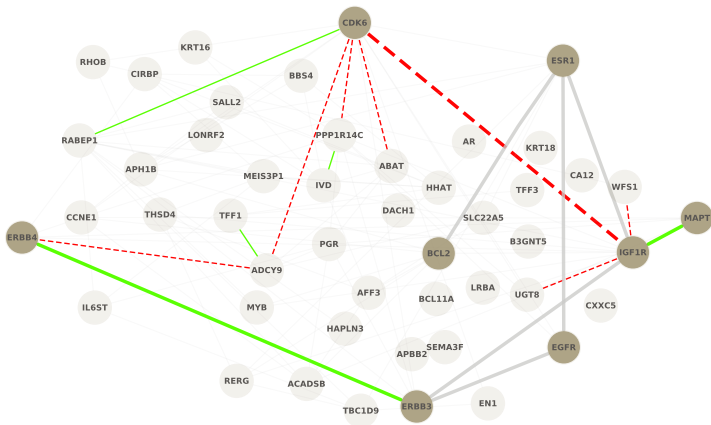 CDK6
KRT16
RHOB
ESR1
CIRBP
BBS4
SALL2
LONRF2
PPP1R14C
RABEP1
AR
KRT18
ABAT
APH1B
MEIS3P1
CA12
IVD
HHAT
TFF3
WFS1
DACH1
CCNE1
THSD4
TFF1
SLC22A5
MAPT
ERBB4
PGR
B3GNT5
BCL2
IGF1R
ADCY9
LRBA
AFF3
UGT8
BCL11A
IL6ST
MYB
CXXC5
HAPLN3
SEMA3F
EGFR
APBB2
RERG
ACADSB
EN1
ERBB3
TBC1D9